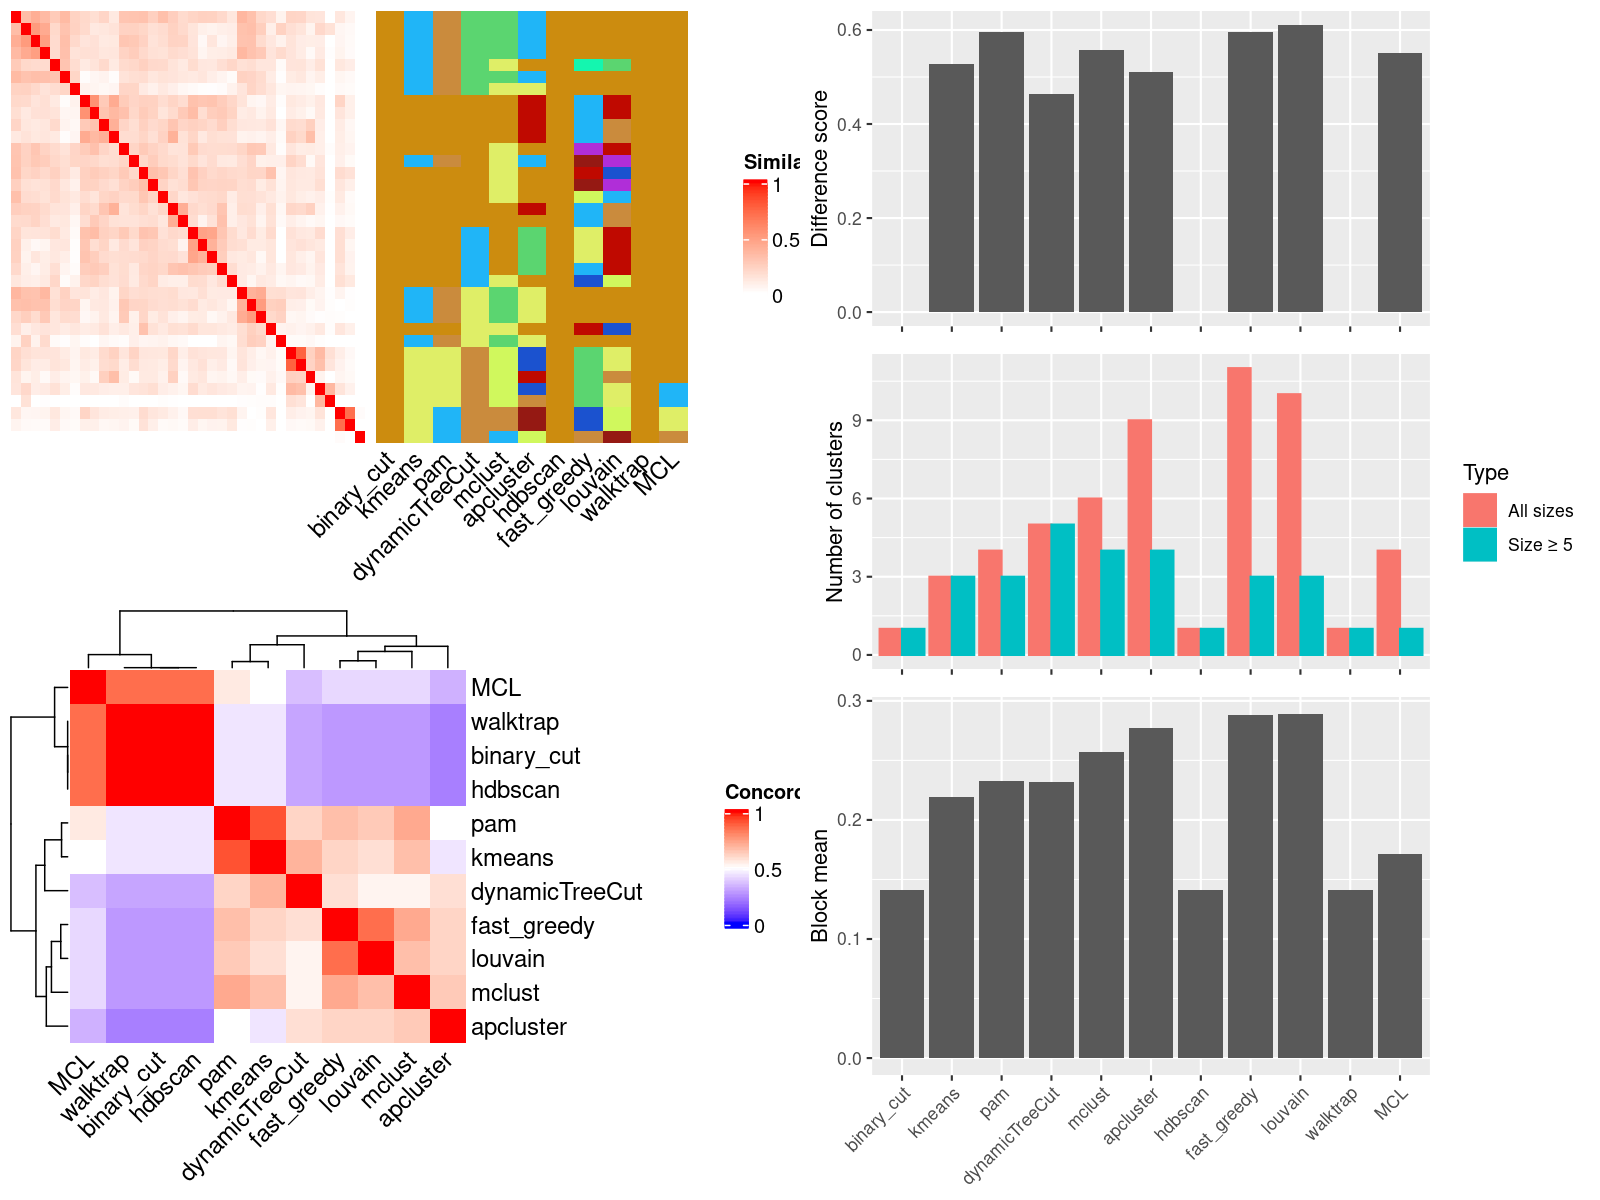 Simila
1
0.5
0
binary_cut
kmeans
pam
dynamicTreeCut
mclust
apcluster
hdbscan
fast_greedy
louvain
walktrap
MCL
MCL
walktrap
binary_cut
hdbscan
pam
kmeans
dynamicTreeCut
fast_greedy
louvain
mclust
apcluster
Concord
1
0.5
0
MCL
walktrap
binary_cut
hdbscan
pam
kmeans
dynamicTreeCut
fast_greedy
louvain
mclust
apcluster
Difference score
0.6
0.4
0.2
0.0
Number of clusters
9
6
3
0
Type
All sizes
Size ≥ 5
Block mean
0.3
0.2
0.1
0.0
binary_cut
kmeans
pam
dynamicTreeCut
mclust
apcluster
hdbscan
fast_greedy
louvain
walktrap
MCL